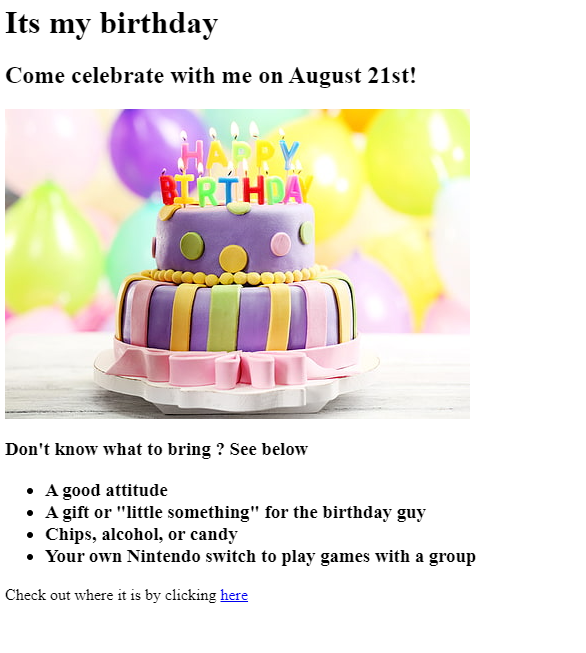 Its my birthday
Come celebrate with me on August 21st!
HAPPY
BIRTHDAY
Don't know what to bring ? See below
A good attitude
A gift or "little something" for the birthday guy
Chips, alcohol, or candy
Your own Nintendo switch to play games with a group
Check out where it is by clicking here